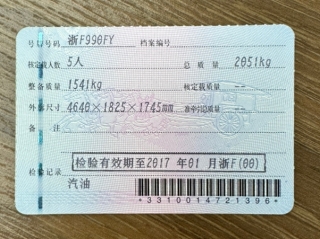 号牌号码 浙F990FY 档案编号
核定载人数 5人 总质量 2051kg
整备质量 1541kg 核定载质量 --
外廓尺寸 4640×1825×1745 准牵引总质量 --
备注
检验有效期至2017年01月浙F(00)
检验记录
汽油
*3310014721396*